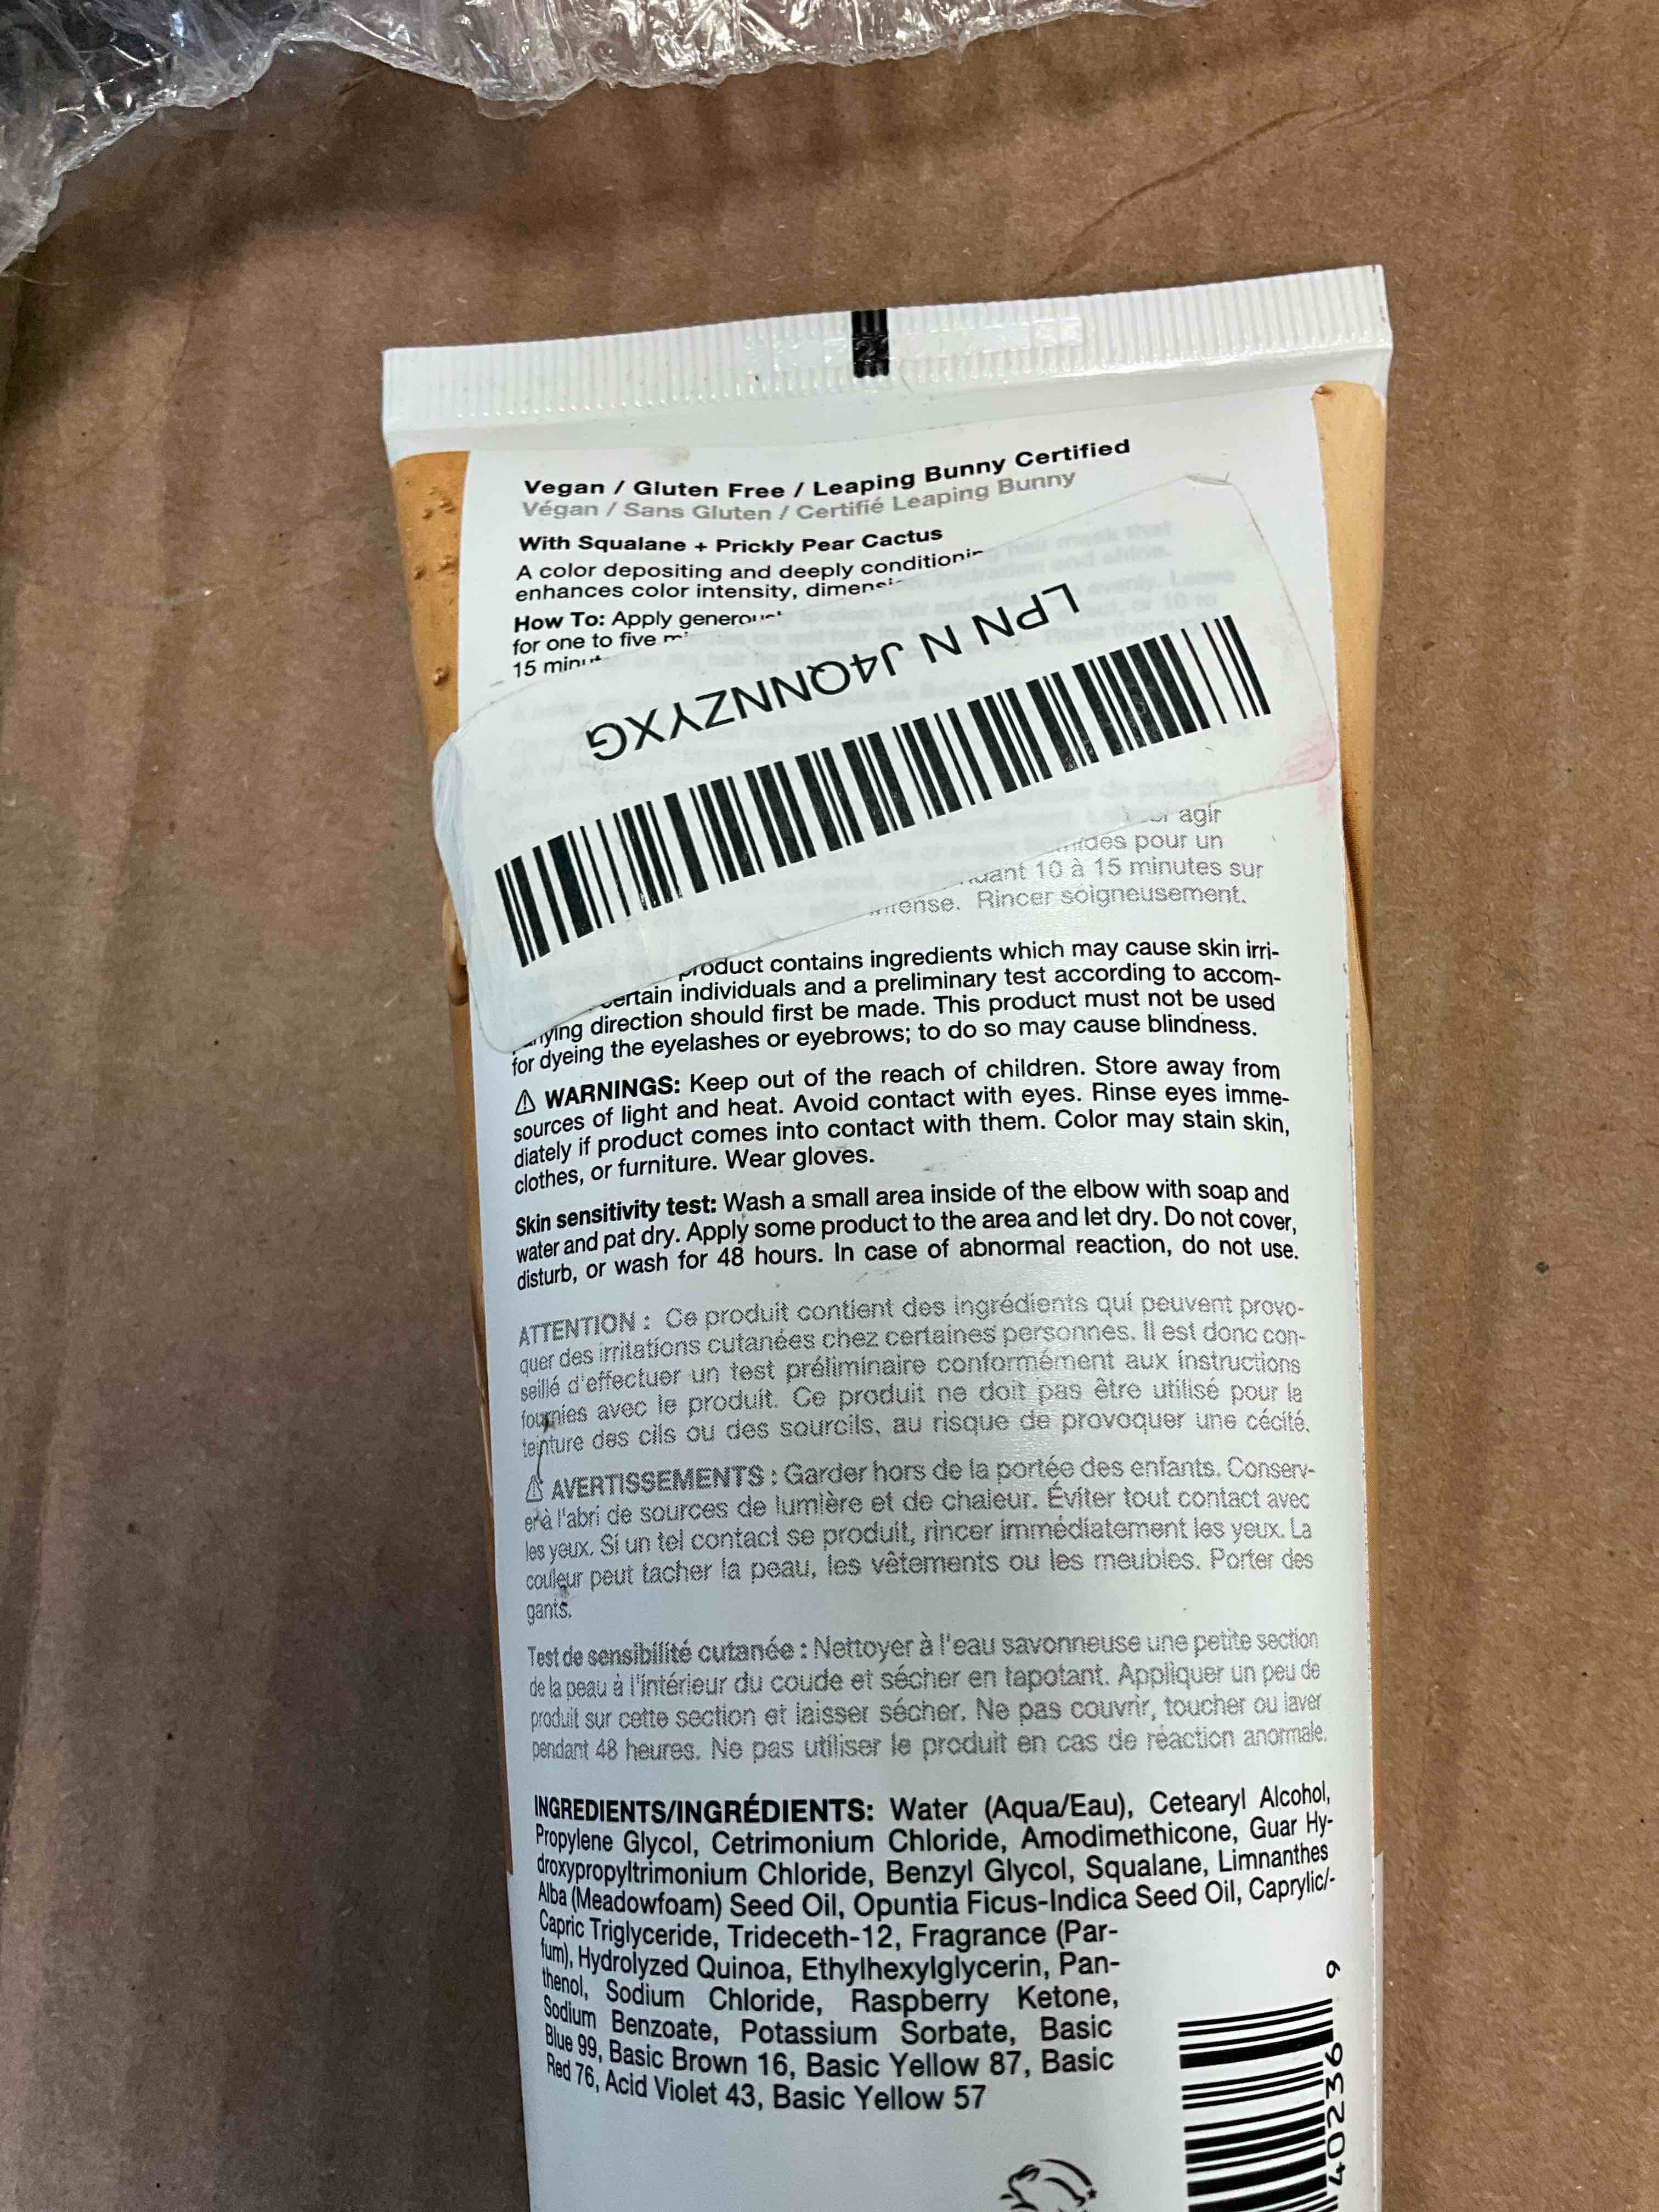 Vegan / Gluten Free / Leaping Bunny Certified
Végan / Sans Gluten / Certifié Leaping Bunny
With Squalane + Prickly Pear Cactus
A color depositing and deeply conditioning hair mask that
enhances color intensity, dimension, hydration and shine.
How To: Apply generously
for one to five
15
LPN N J4QNNZYXG
agir
pour un
10 à 15 minutes sur
Rincer soigneusement.
product contains ingredients which may cause skin irri-
certain individuals and a preliminary test according to accom-
direction should first be made. This product must not be used
for dyeing the eyelashes or eyebrows; to do so may cause blindness.
⚠ WARNINGS: Keep out of the reach of children. Store away from
sources of light and heat. Avoid contact with eyes. Rinse eyes imme-
diately if product comes into contact with them. Color may stain skin,
clothes, or furniture. Wear gloves.
Skin sensitivity test: Wash a small area inside of the elbow with soap and
water and pat dry. Apply some product to the area and let dry. Do not cover,
disturb, or wash for 48 hours. In case of abnormal reaction, do not use.
ATTENTION : Ce produit contient des ingrédients qui peuvent provo-
quer des irritations cutanées chez certaines personnes. Il est donc con-
seillé d'effectuer un test préliminaire conformément aux instructions
fournies avec le produit. Ce produit ne doit pas être utilisé pour la
teinture des cils ou des sourcils, au risque de provoquer une cécité.
⚠ AVERTISSEMENTS : Garder hors de la portée des enfants. Conserv-
er à l'abri de sources de lumière et de chaleur. Éviter tout contact avec
les yeux. Si un tel contact se produit, rincer immédiatement les yeux. La
couleur peut tacher la peau, les vêtements ou les meubles. Porter des
gants.
Test de sensibilité cutanée : Nettoyer à l'eau savonneuse une petite section
de la peau à l'intérieur du coude et sécher en tapotant. Appliquer un peu de
produit sur cette section et laisser sécher. Ne pas couvrir, toucher ou laver
pendant 48 heures. Ne pas utiliser le produit en cas de réaction anormale.
INGREDIENTS/INGRÉDIENTS: Water (Aqua/Eau), Cetearyl Alcohol,
Propylene Glycol, Cetrimonium Chloride, Amodimethicone, Guar Hy-
droxypropyltrimonium Chloride, Benzyl Glycol, Squalane, Limnanthes
Alba (Meadowfoam) Seed Oil, Opuntia Ficus-Indica Seed Oil, Caprylic/-
Capric Triglyceride, Trideceth-12, Fragrance (Par-
fum), Hydrolyzed Quinoa, Ethylhexylglycerin, Pan-
thenol, Sodium Chloride, Raspberry Ketone,
Sodium Benzoate, Potassium Sorbate, Basic
Blue 99, Basic Brown 16, Basic Yellow 87, Basic
Red 76, Acid Violet 43, Basic Yellow 57
40236 9